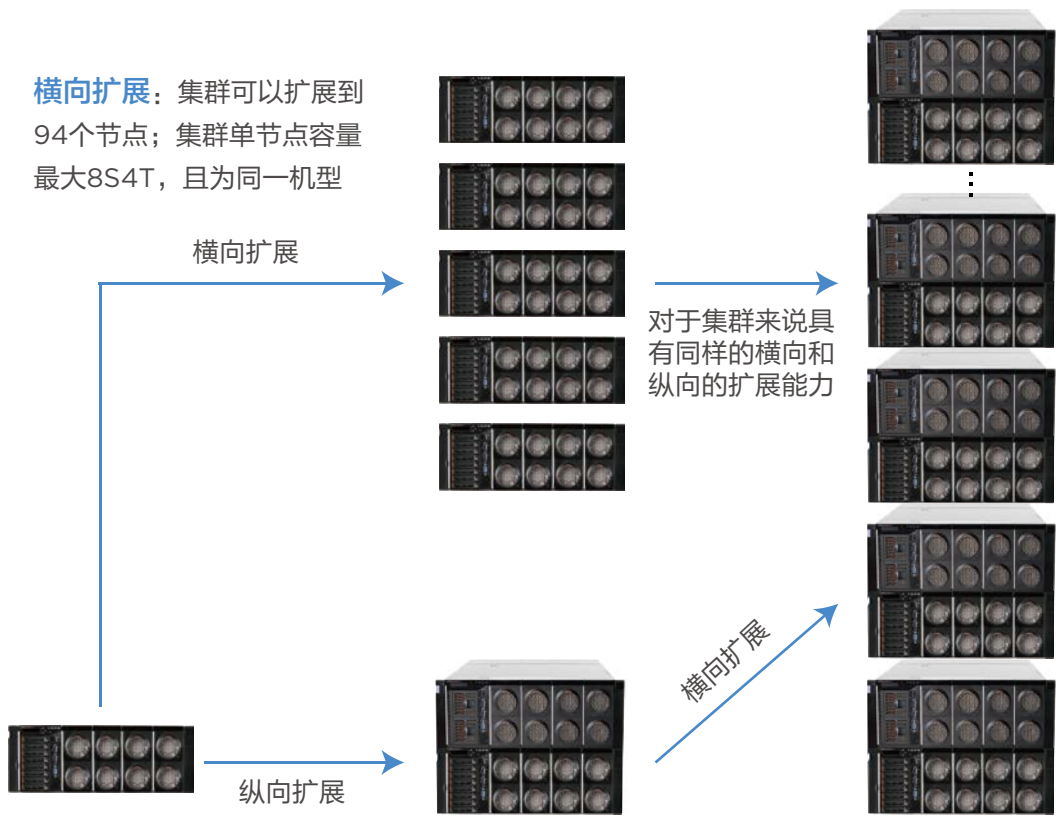 横向扩展：集群可以扩展到
94个节点；集群单节点容量
最大8S4T，且为同一机型
横向扩展
对于集群来说具
有同样的横向和
纵向的扩展能力
横向扩展
纵向扩展